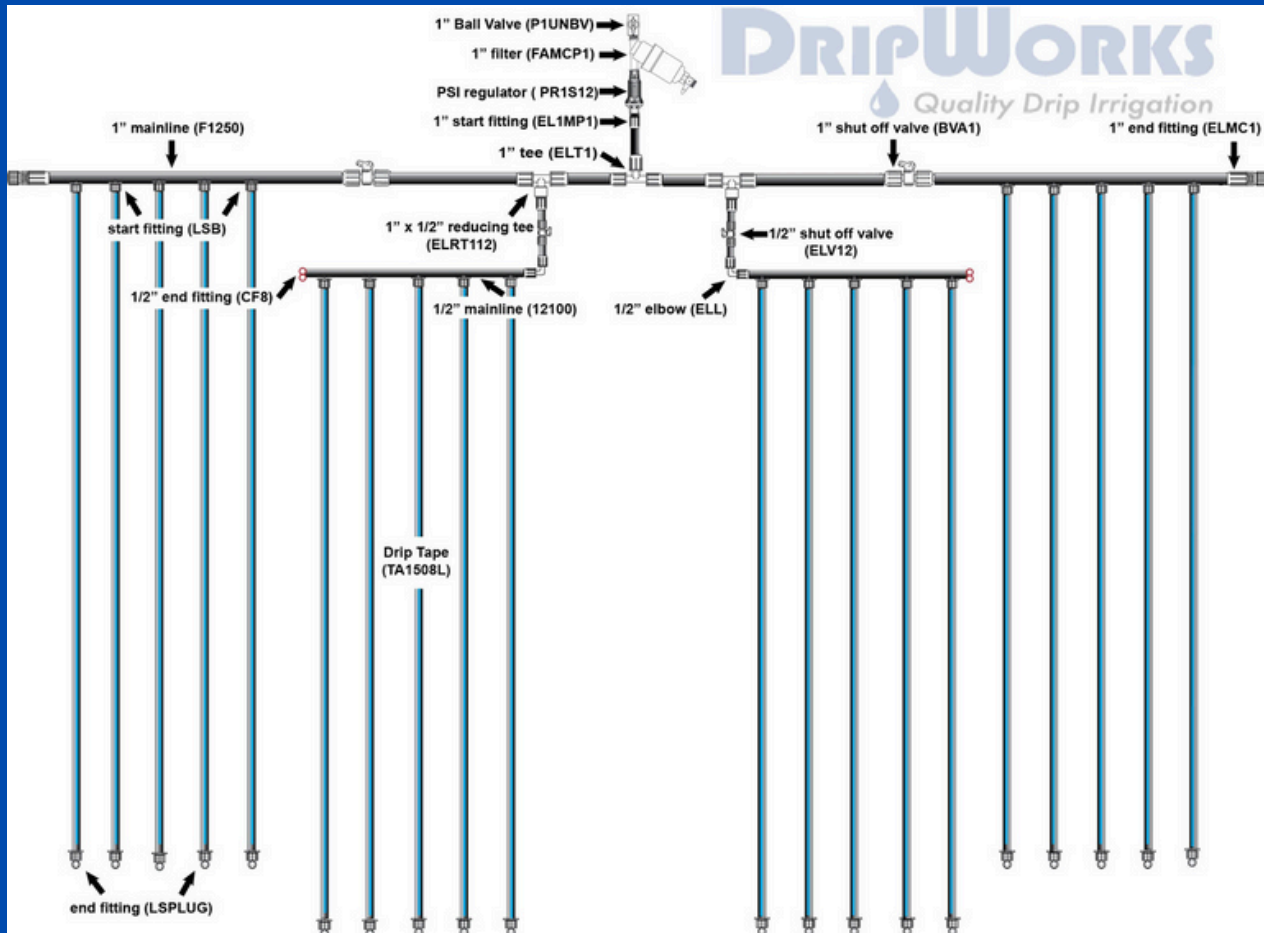 1” Ball Valve (P1UNBV)
DRIPWORKS
1” filter (FAMCP1)
PSI regulator ( PR1S12)
Quality Drip Irrigation
1” mainline (F1250)
1” start fitting (EL1MP1)
1” shut off valve (BVA1)
1” end fitting (ELMC1)
1” tee (ELT1)
start fitting (LSB)
1” x 1/2” reducing tee
(ELRT112)
1/2” shut off valve
(ELV12)
1/2” end fitting (CF8)
1/2” mainline (12100)
1/2” elbow (ELL)
Drip Tape
(TA1508L)
end fitting (LSPLUG)